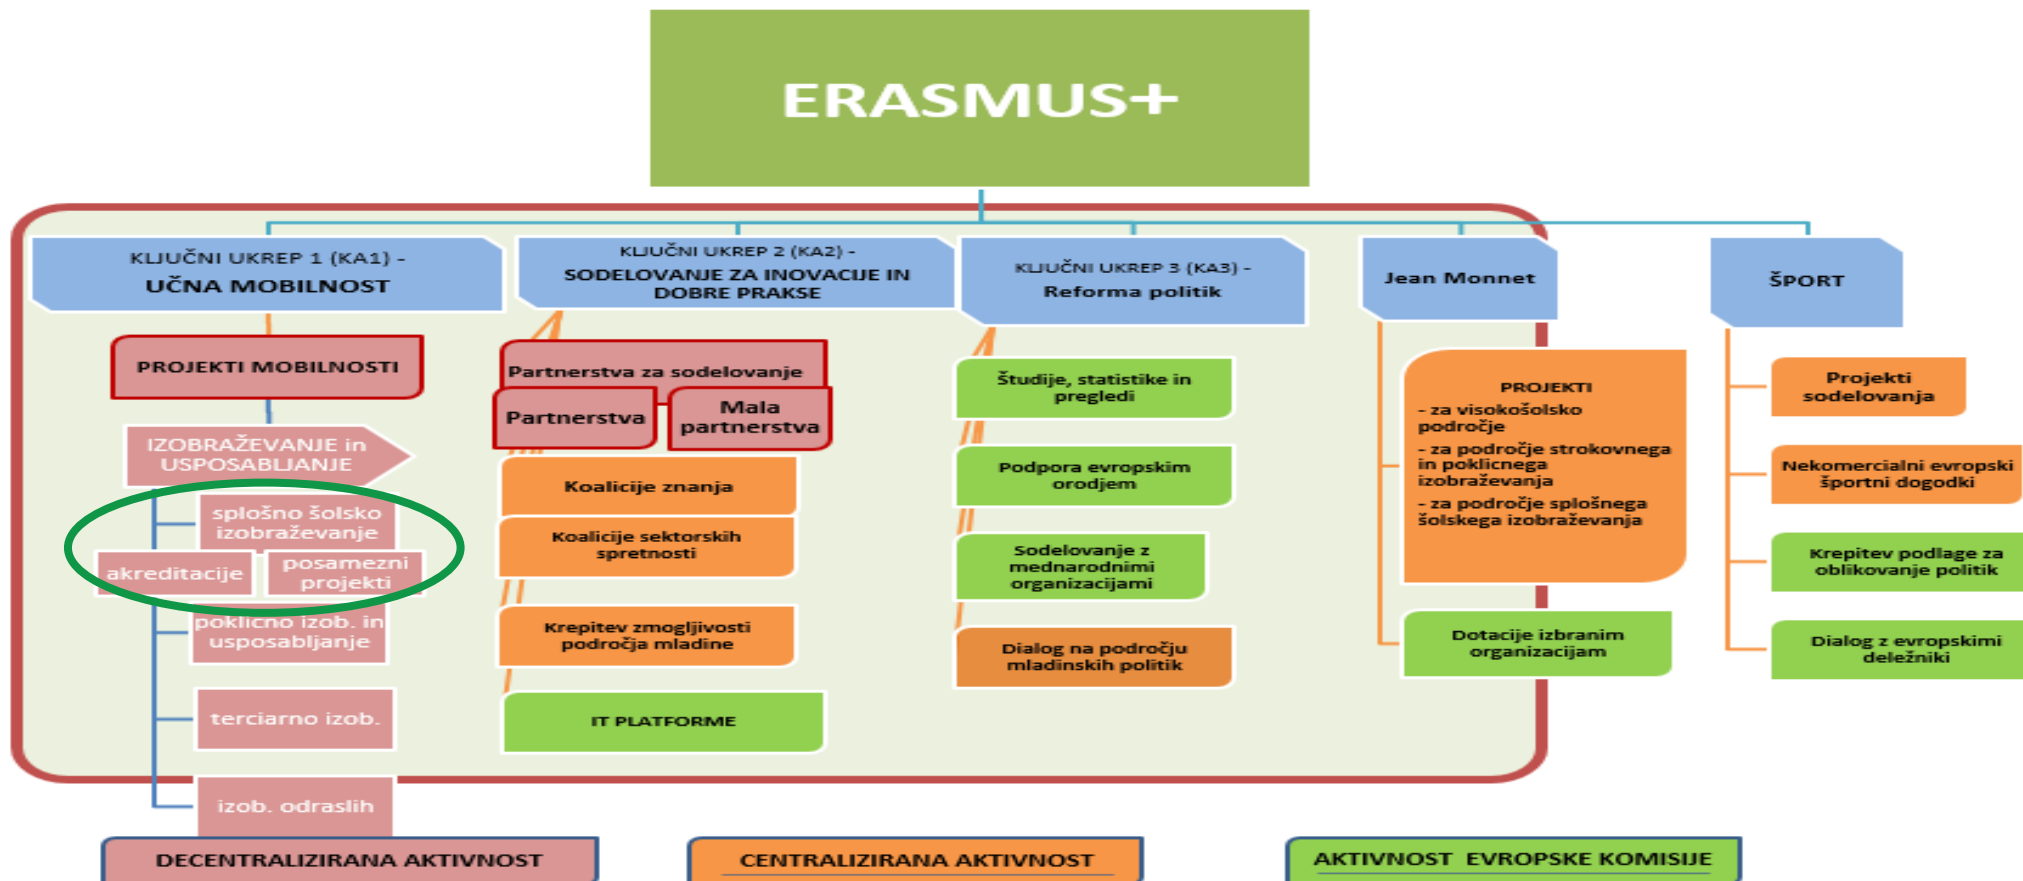 ERASMUS+
KLJUČNI UKREP 1 (KA1) -
UČNA MOBILNOST
PROJEKTI MOBILNOSTI
IZOBRAŽEVANJE in
USPOSABLJANJE
splošno šolsko
izobraževanje
akreditacije
posamezni
projekti
poklicno izob. in
usposabljanje
terciarno izob.
izob. odraslih
KLJUČNI UKREP 2 (KA2) -
SODELOVANJE ZA INOVACIJE IN
DOBRE PRAKSE
Partnerstva za sodelovanje
Partnerstva
Mala
partnerstva
Koalicije znanja
Koalicije sektorskih
spretnosti
Krepitev zmogljivosti
področja mladine
IT PLATFORME
KLJUČNI UKREP 3 (KA3) -
Reforma politik
Študije, statistike in
pregledi
Podpora evropskim
orodjem
Sodelovanje z
mednarodnimi
organizacijami
Dialog na področju
mladinskih politik
Jean Monnet
PROJEKTI
- za visokošolsko
področje
- za področje strokovnega
in poklicnega
izobraževanja
- za področje splošnega
šolskega izobraževanja
Dotacije izbranim
organizacijam
ŠPORT
Projekti
sodelovanja
Nekomercialni evropski
športni dogodki
Krepitev podlage za
oblikovanje politik
Dialog z evropskimi
deležniki
DECENTRALIZIRANA AKTIVNOST
CENTRALIZIRANA AKTIVNOST
AKTIVNOST EVROPSKE KOMISIJE